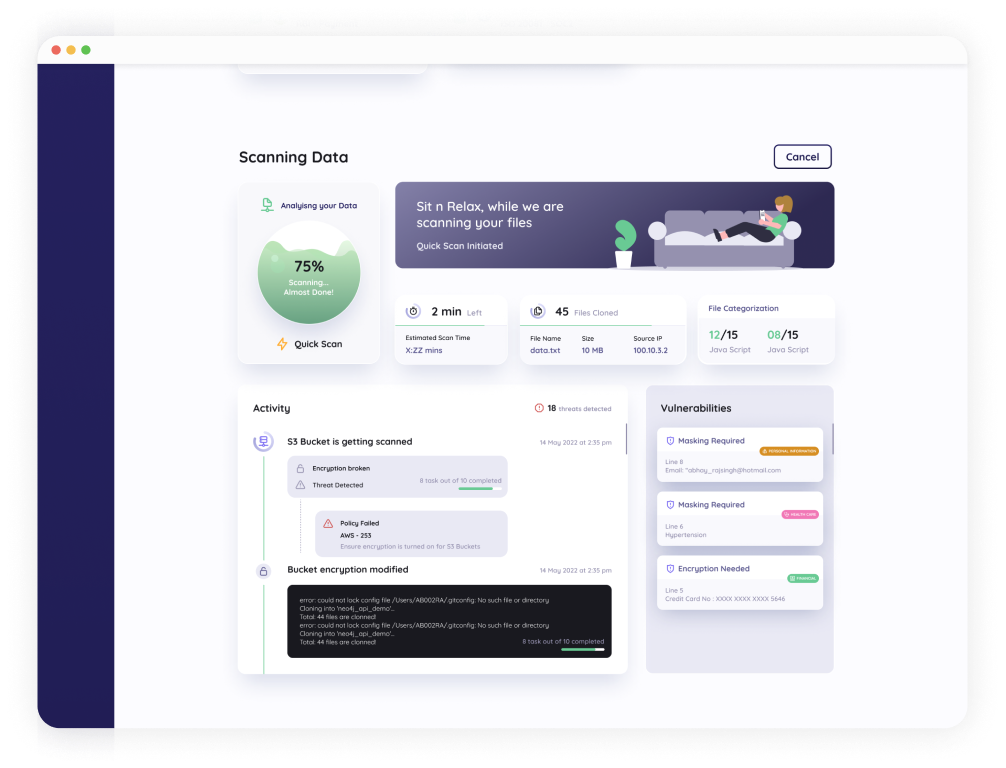 Scanning Data
Cancel
Analyisng your Data
75%
Scanning...
Almost Done!
Quick Scan
Sit n Relax, while we are
scanning your files
Quick Scan Initiated
2 min Left
Estimated Scan Time
X:ZZ mins
45 Files Cloned
File Name Size Source IP
data.txt 10 MB 100.10.3.2
File Categorization
12/15 08/15
Java Script Java Script
Activity
18 threats detected
S3 Bucket is getting scanned
14 May 2022 at 2:35 pm
Encryption broken
Threat Detected
8 task out of 10 completed
Policy Failed
AWS - 253
Ensure encryption is turned on for S3 Buckets
Bucket encryption modified
14 May 2022 at 2:35 pm
error: could not lock config file /Users/AB002RA/.gitconfig: No such file or directory
Cloning into 'neo4j_api_demo'...
Total: 44 files are clonned!
error: could not lock config file /Users/AB002RA/.gitconfig: No such file or directory
Cloning into 'neo4j_api_demo'...
Total: 44 files are clonned!
8 task out of 10 completed
Vulnerabilities
Masking Required
PERSONAL INFORMATION
Line 8
Email: "abhay_rajsingh@hotmail.com
Masking Required
HEALTH CARE
Line 6
Hypertension
Encryption Needed
FINANCIAL
Line 5
Credit Card No : XXXX XXXX XXXX 5646